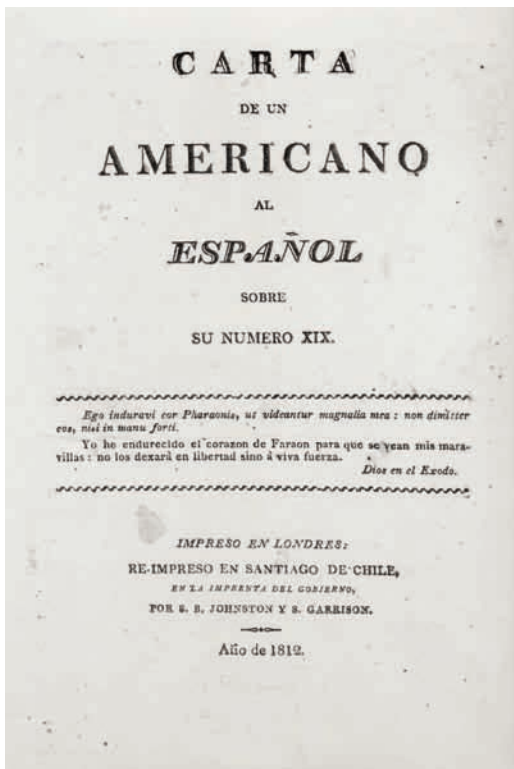 CARTA
DE UN
AMERICANO
AL
ESPAÑOL
SOBRE
SU NUMERO XIX.
Ego induravi cor Pharaonis, ut videantur magnalia mea : non dimitter
eos, nisi in manu forti.
Yo he endurecido el corazon de Faraon para que se vean mis mara-
villas : no los dexará en libertad sino á viva fuerza.
Dios en el Exodo.
IMPRESO EN LONDRES:
RE-IMPRESO EN SANTIAGO DE CHILE,
EN LA IMPRENTA DEL GOBIERNO,
POR S. B. JOHNSTON Y S. GARRISON.
Año de 1812.